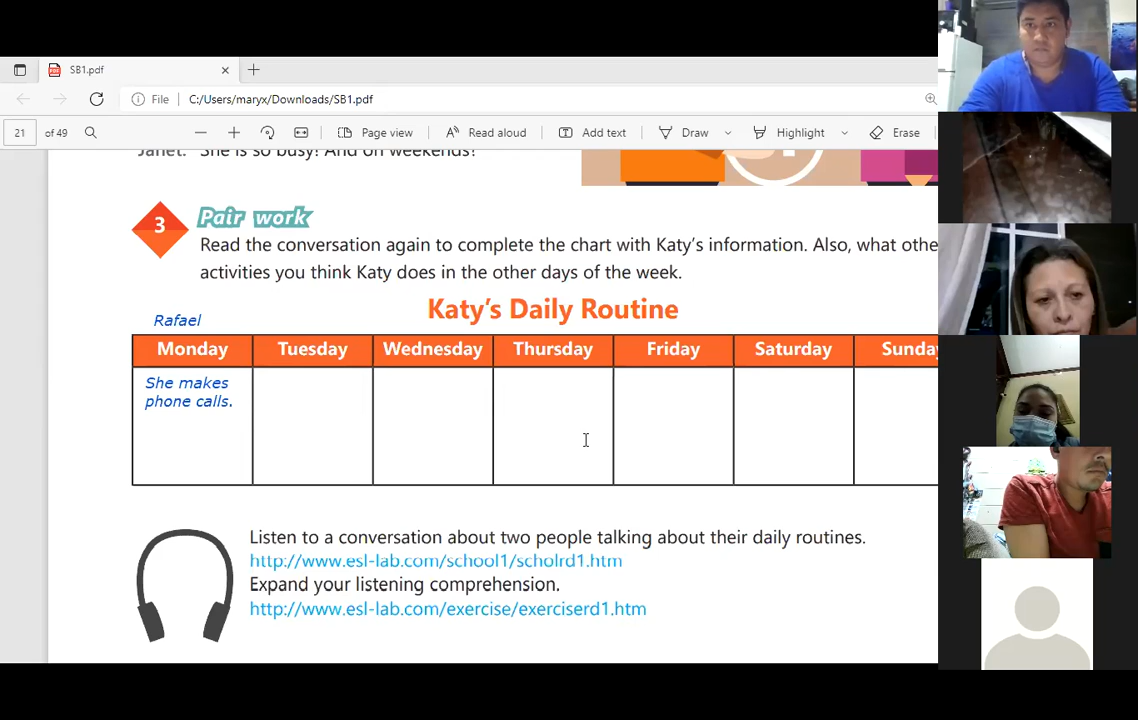 SB1.pdf
File C:/Users/maryx/Downloads/SB1.pdf
21 of 49 Page view Read aloud Add text Draw Highlight Erase
Janet: She is so busy! And on weekends?
3 Pair work
Read the conversation again to complete the chart with Katy's information. Also, what othe
activities you think Katy does in the other days of the week.
Katy's Daily Routine
Rafael
Monday Tuesday Wednesday Thursday Friday Saturday Sunday
She makes
phone calls.
Listen to a conversation about two people talking about their daily routines.
http://www.esl-lab.com/school1/scholrd1.htm
Expand your listening comprehension.
http://www.esl-lab.com/exercise/exerciserd1.htm